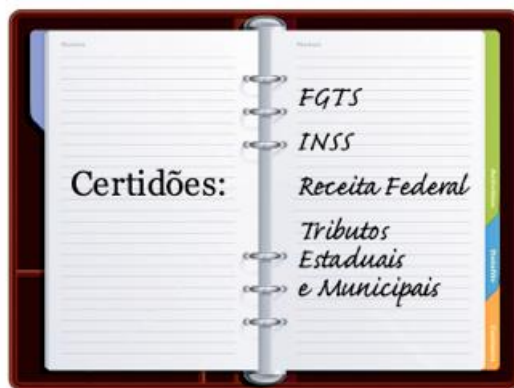 Certidões:
FGTS
INSS
Receita Federal
Tributos
Estaduais
e Municipais